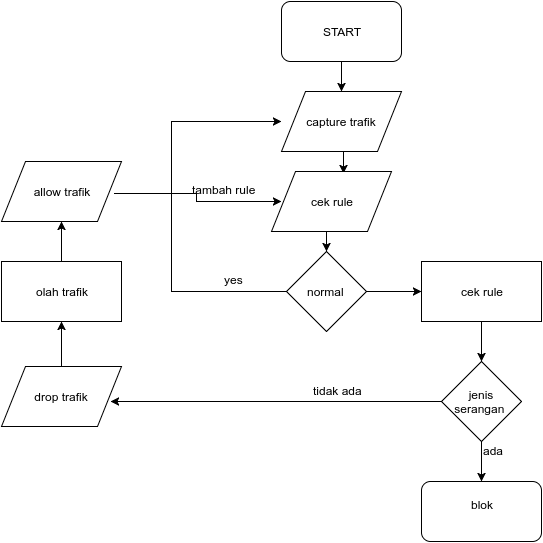 START
capture trafik
allow trafik
tambah rule
cek rule
yes
normal
olah trafik
cek rule
tidak ada
drop trafik
jenis
serangan
ada
blok